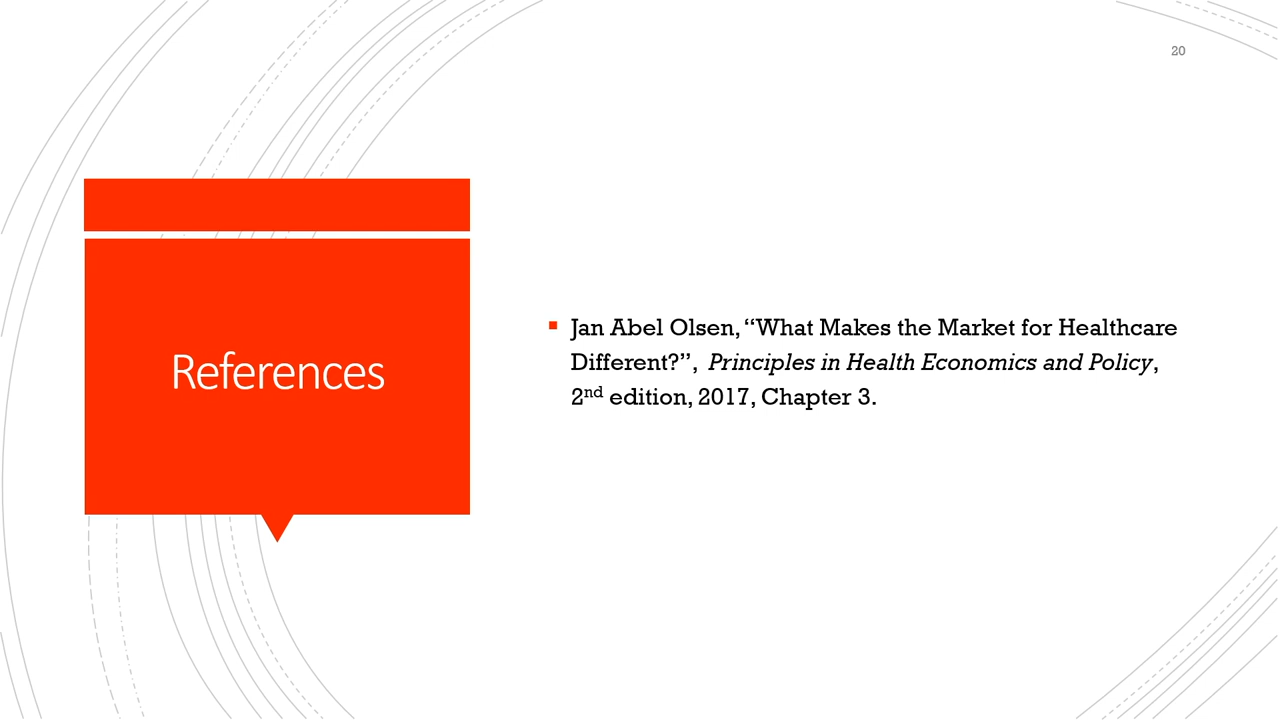 20
References
▪ Jan Abel Olsen, “What Makes the Market for Healthcare
Different?”, Principles in Health Economics and Policy,
2nd edition, 2017, Chapter 3.